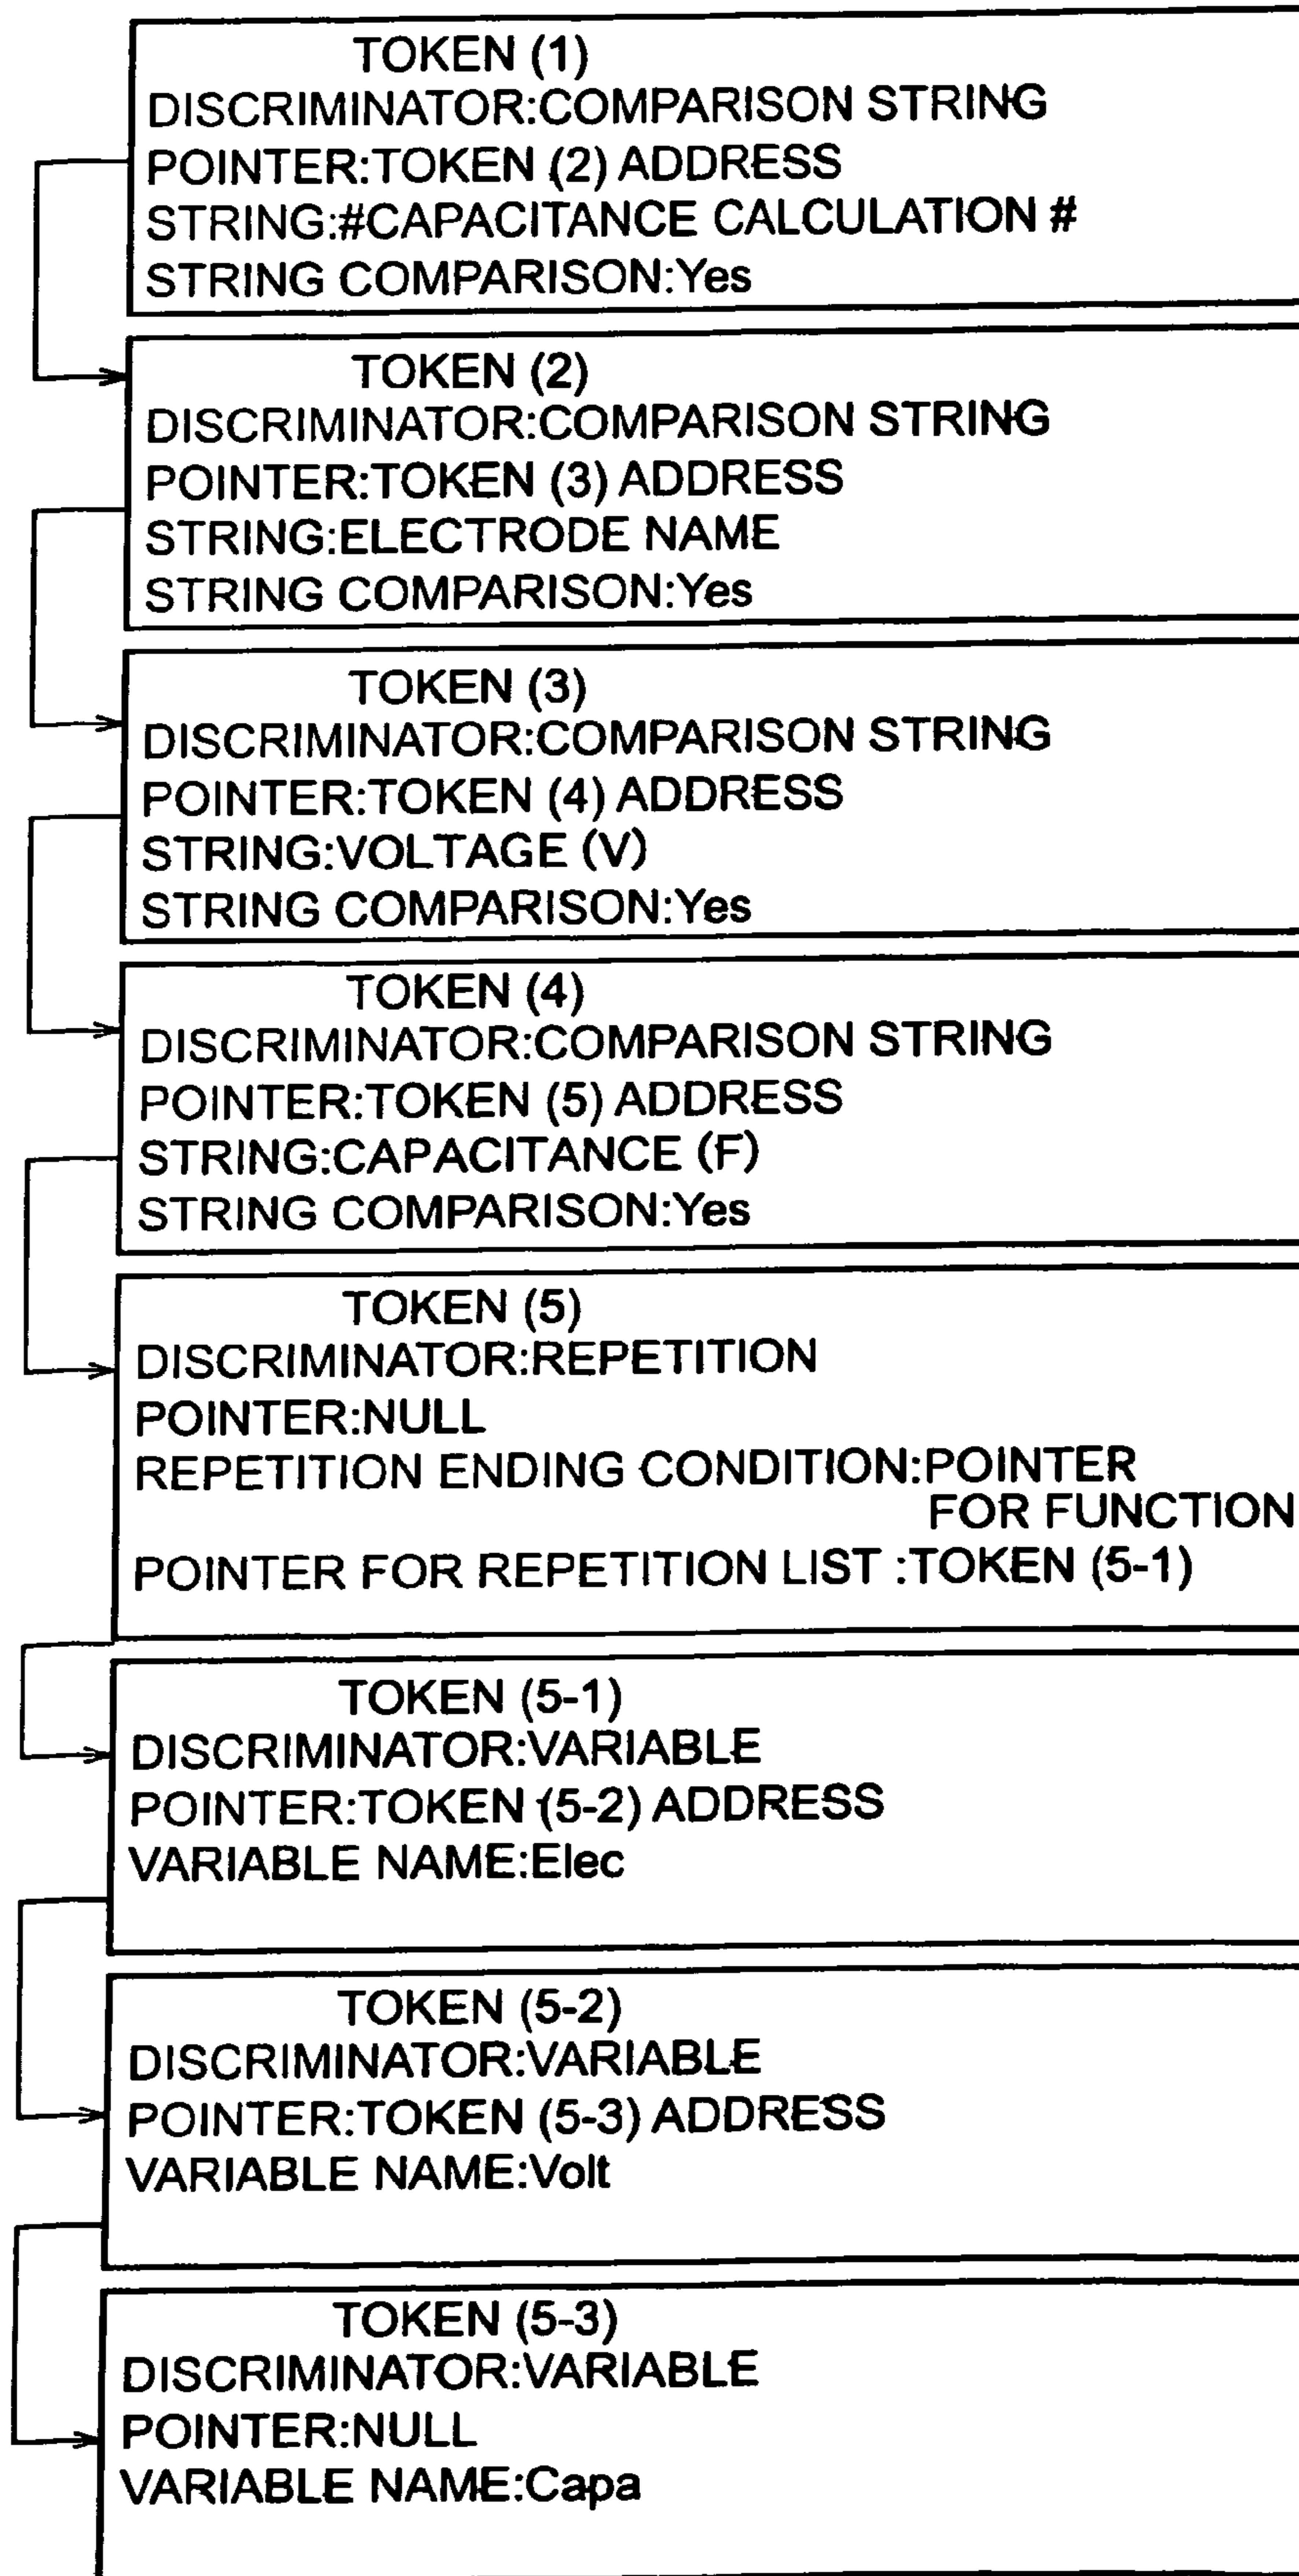 TOKEN (1)
DISCRIMINATOR:COMPARISON STRING
POINTER:TOKEN (2) ADDRESS
STRING:#CAPACITANCE CALCULATION #
STRING COMPARISON:Yes
TOKEN (2)
DISCRIMINATOR:COMPARISON STRING
POINTER:TOKEN (3) ADDRESS
STRING:ELECTRODE NAME
STRING COMPARISON:Yes
TOKEN (3)
DISCRIMINATOR:COMPARISON STRING
POINTER:TOKEN (4) ADDRESS
STRING:VOLTAGE (V)
STRING COMPARISON:Yes
TOKEN (4)
DISCRIMINATOR:COMPARISON STRING
POINTER:TOKEN (5) ADDRESS
STRING:CAPACITANCE (F)
STRING COMPARISON:Yes
TOKEN (5)
DISCRIMINATOR:REPETITION
POINTER:NULL
REPETITION ENDING CONDITION:POINTER
FOR FUNCTION
POINTER FOR REPETITION LIST :TOKEN (5-1)
TOKEN (5-1)
DISCRIMINATOR:VARIABLE
POINTER:TOKEN (5-2) ADDRESS
VARIABLE NAME:Elec
TOKEN (5-2)
DISCRIMINATOR:VARIABLE
POINTER:TOKEN (5-3) ADDRESS
VARIABLE NAME:Volt
TOKEN (5-3)
DISCRIMINATOR:VARIABLE
POINTER:NULL
VARIABLE NAME:Capa